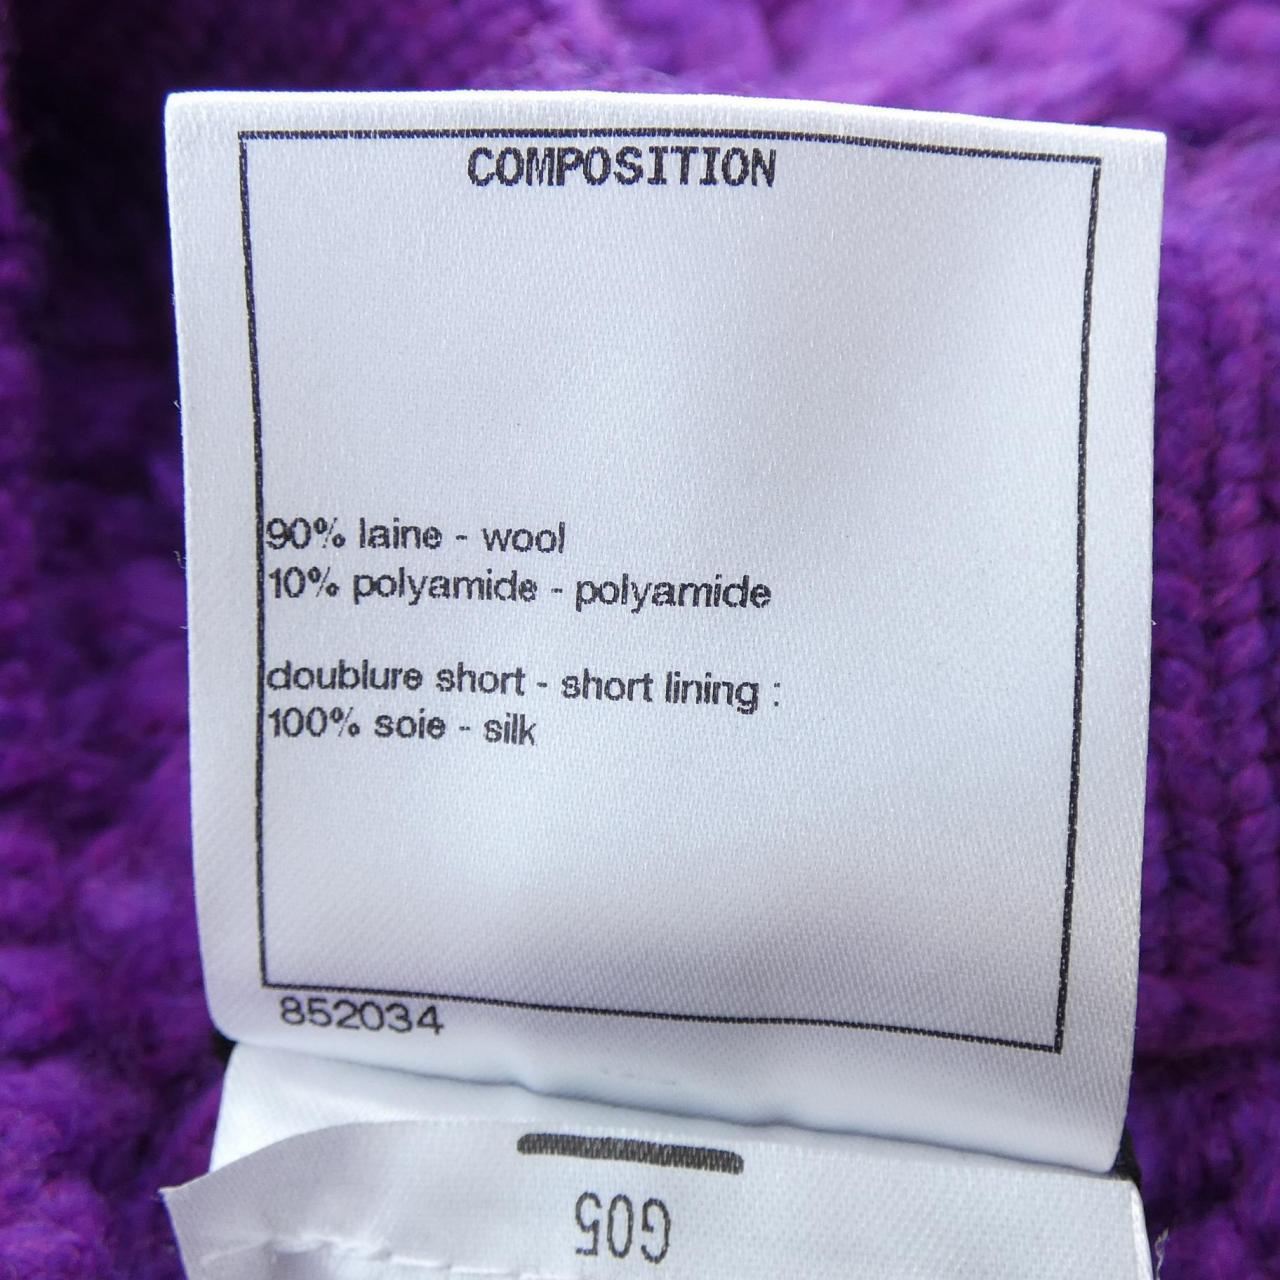 COMPOSITION
90% laine - wool
10% polyamide - polyamide
doublure short - short lining :
100% soie - silk
852034
G05